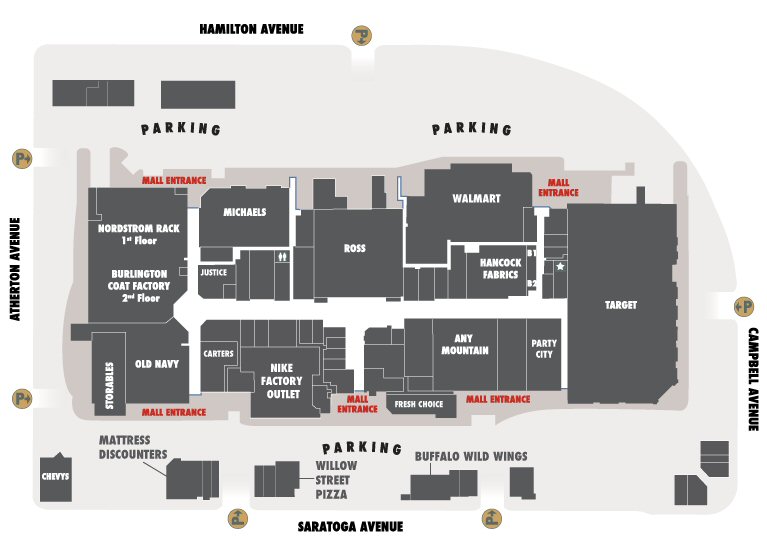 HAMILTON AVENUE
P
PARKING
PARKING
P
MALL ENTRANCE
MALL
ENTRANCE
WALMART
MICHAELS
NORDSTROM RACK
1st Floor
ROSS
ATHERTON AVENUE
BURLINGTON
COAT FACTORY
2nd Floor
JUSTICE
HANCOCK
FABRICS
B1
B2
TARGET
P
CAMPBELL AVENUE
OLD NAVY
CARTERS
ANY
MOUNTAIN
PARTY
CITY
STORABLES
NIKE
FACTORY
OUTLET
P
MALL ENTRANCE
MALL
ENTRANCE
FRESH CHOICE
MALL ENTRANCE
PARKING
MATTRESS
DISCOUNTERS
CHEVYS
WILLOW
STREET
PIZZA
BUFFALO WILD WINGS
P
P
SARATOGA AVENUE